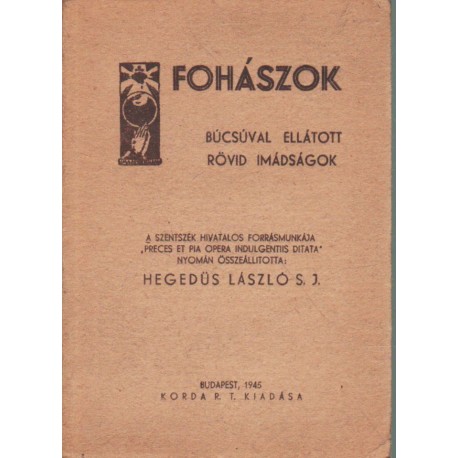 FOHÁSZOK
BÚCSÚVAL ELLÁTOTT
RÖVID IMÁDSÁGOK
A SZENTSZÉK HIVATALOS FORRÁSMUNKÁJA
„PRECES ET PIA OPERA INDULGENTIIS DITATA"
NYOMÁN ÖSSZEÁLLITOTTA:
HEGEDÜS LÁSZLÓ S. J.
BUDAPEST, 1945
KORDA R. T. KIADÁSA